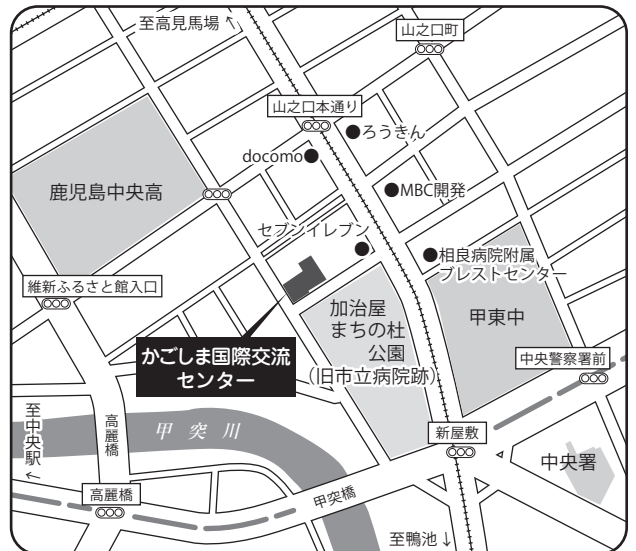 至高見馬場↖
山之口町
山之口本通り
●ろうきん
docomo●
●MBC開発
鹿児島中央高
セブンイレブン
●相良病院附属
ブレストセンター
維新ふるさと館入口
加治屋
まちの杜
公園
(旧市立病院跡)
甲東中
かごしま国際交流
センター
中央警察署前
至中央駅
←
高麗橋
甲突川
新屋敷
中央署
高麗橋
甲突橋
至鴨池↓